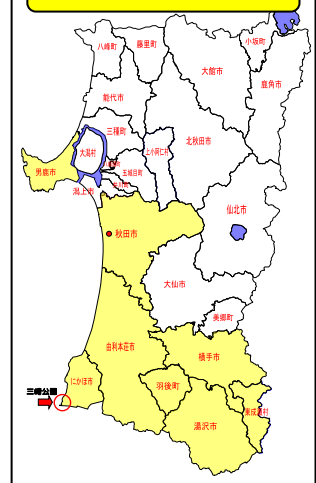 八峰町
藤里町
小坂町
大館市
鹿角市
能代市
三種町
北秋田市
大潟村
上小阿仁村
五城目町
男鹿市
潟上市
仙北市
秋田市
大仙市
美郷町
由利本荘市
横手市
にかほ市
羽後町
三崎公園
東成瀬村
湯沢市